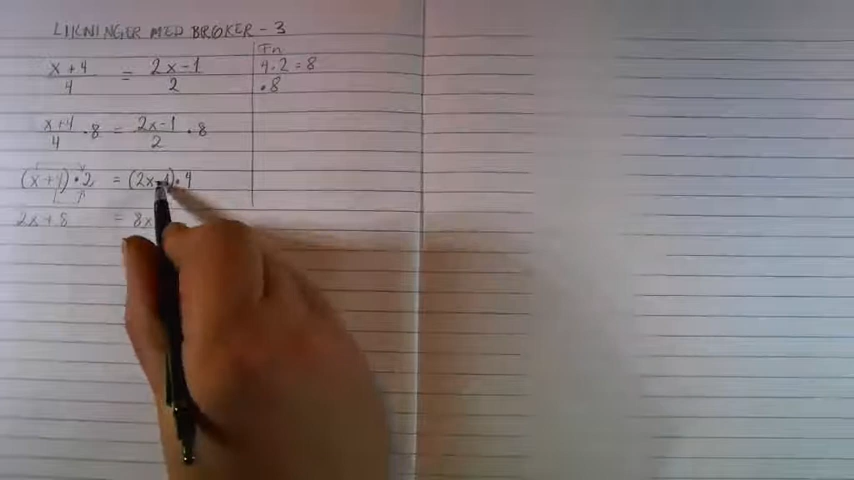 LIKNINGER MED BRØKER - 3
Fn
x+4/4 = 2x-1/2
4·2=8
·8
x+4/4 ·8 = 2x-1/2 ·8
(x+4)·2 = (2x-1)·4
2x+8 = 8x